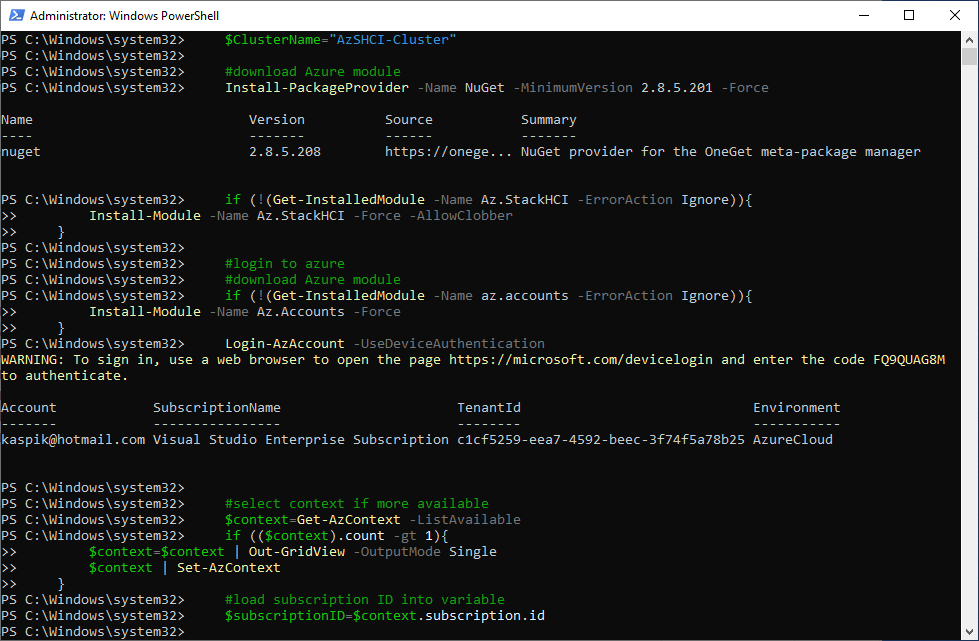 Administrator: Windows PowerShell
PS C:\Windows\system32>     $ClusterName="AzSHCI-Cluster"
PS C:\Windows\system32>
PS C:\Windows\system32>     #download Azure module
PS C:\Windows\system32>     Install-PackageProvider -Name NuGet -MinimumVersion 2.8.5.201 -Force
Name                           Version          Source           Summary
----                           -------          ------           -------
nuget                          2.8.5.208        https://onege... NuGet provider for the OneGet meta-package manager
PS C:\Windows\system32>     if (!(Get-InstalledModule -Name Az.StackHCI -ErrorAction Ignore)){
>>         Install-Module -Name Az.StackHCI -Force -AllowClobber
>>     }
PS C:\Windows\system32>
PS C:\Windows\system32>     #login to azure
PS C:\Windows\system32>     #download Azure module
PS C:\Windows\system32>     if (!(Get-InstalledModule -Name az.accounts -ErrorAction Ignore)){
>>         Install-Module -Name Az.Accounts -Force
>>     }
PS C:\Windows\system32>     Login-AzAccount -UseDeviceAuthentication
WARNING: To sign in, use a web browser to open the page https://microsoft.com/devicelogin and enter the code FQ9QUAG8M
to authenticate.
Account            SubscriptionName                      TenantId                             Environment
-------            ----------------                      --------                             -----------
kaspik@hotmail.com Visual Studio Enterprise Subscription c1cf5259-eea7-4592-beec-3f74f5a78b25 AzureCloud
PS C:\Windows\system32>
PS C:\Windows\system32>     #select context if more available
PS C:\Windows\system32>     $context=Get-AzContext -ListAvailable
PS C:\Windows\system32>     if (($context).count -gt 1){
>>         $context=$context | Out-GridView -OutputMode Single
>>         $context | Set-AzContext
>>     }
PS C:\Windows\system32>     #load subscription ID into variable
PS C:\Windows\system32>     $subscriptionID=$context.subscription.id
PS C:\Windows\system32>